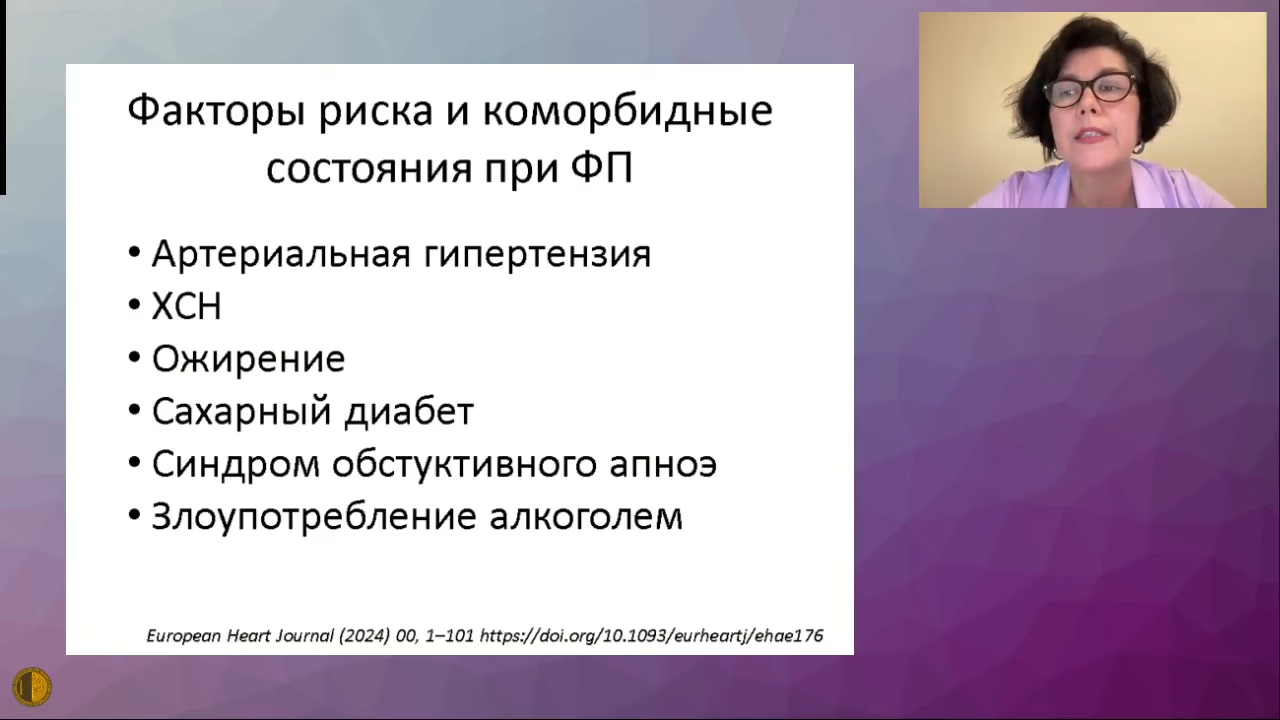 Факторы риска и коморбидные
состояния при ФП
• Артериальная гипертензия
• ХСН
• Ожирение
• Сахарный диабет
• Синдром обстуктивного апноэ
• Злоупотребление алкоголем
European Heart Journal (2024) 00, 1–101 https://doi.org/10.1093/eurheartj/ehae176